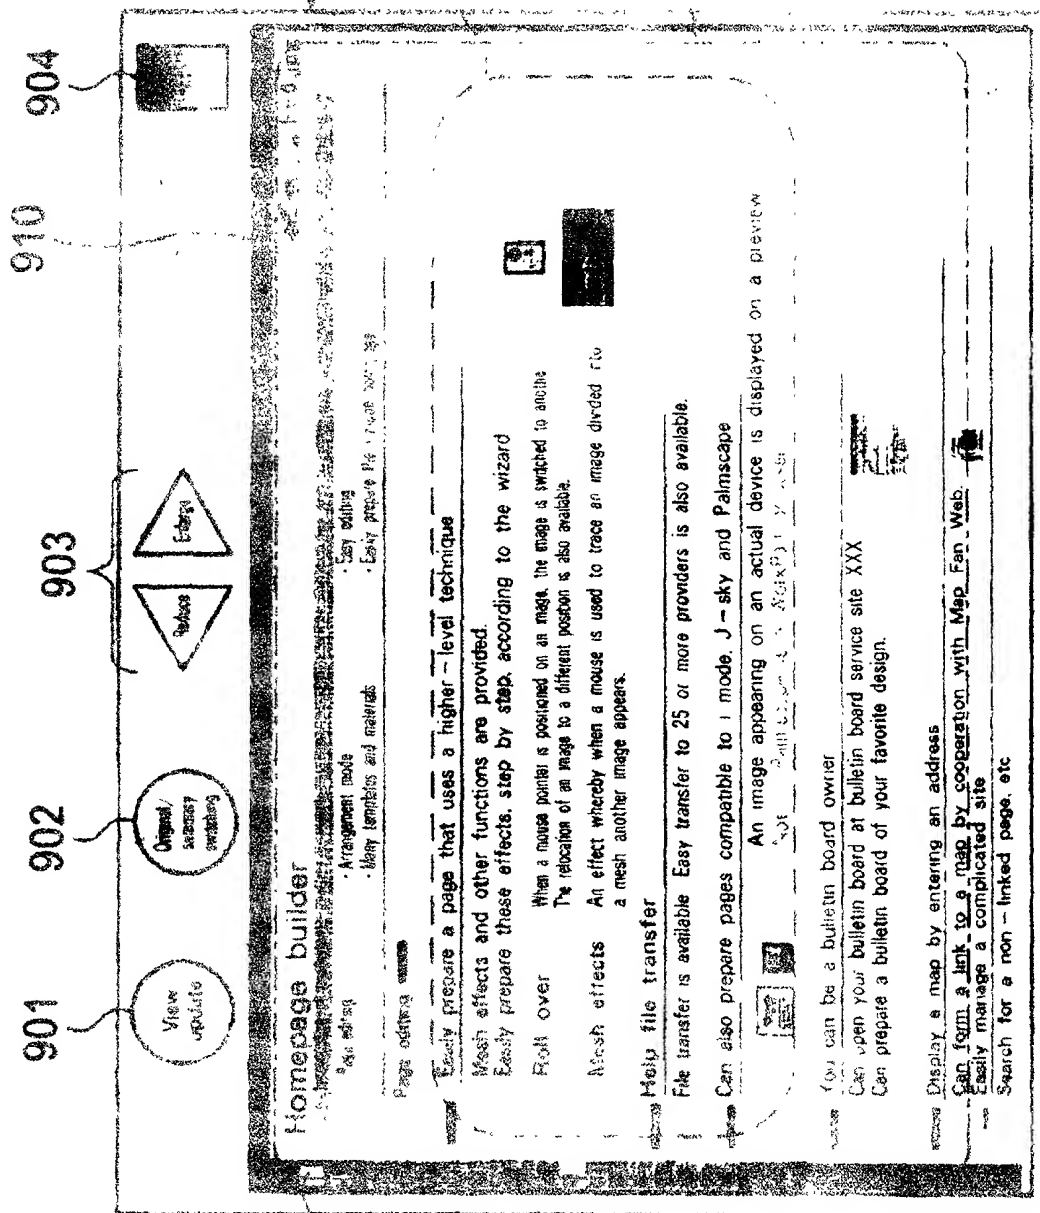 901
902
903
904
910
View update
Original/
summary
switching
Reduce
Enlarge
Homepage builder
Page editing
· Arrangement mode
· Many templates and materials
· Easy editing
· Easily prepare the
Page editing
Easily prepare a page that uses a higher - level technique
Mesh effects and other functions are provided.
Easily prepare these effects, step by step, according to the wizard
Roll over
When a mouse pointer is positioned on an image, the image is switched to anothe
The relocation of an image to a different position is also available.
Mesh effects
An effect whereby when a mouse is used to trace an image divided
a mesh another image appears.
Help file transfer
File transfer is available Easy transfer to 25 or more providers is also available.
Can also prepare pages compatible to i mode, J - sky and Palmscape
An image appearing on an actual device is displayed on a preview
You can be a bulletin board owner
Can open your bulletin board at bulletin board service site XXX
Can prepare a bulletin board of your favorite design.
Display a map by entering an address
Can form a link to a map by cooperation with Map Fan Web.
Easily manage a complicated site
Search for a non - linked page, etc